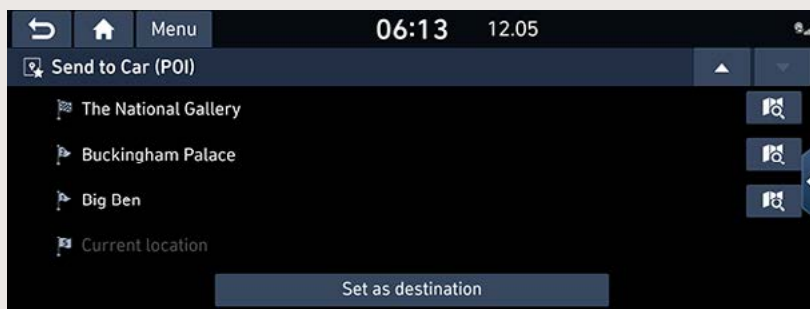 Menu 06:13 12.05
Send to Car (POI)
The National Gallery
Buckingham Palace
Big Ben
Current location
Set as destination